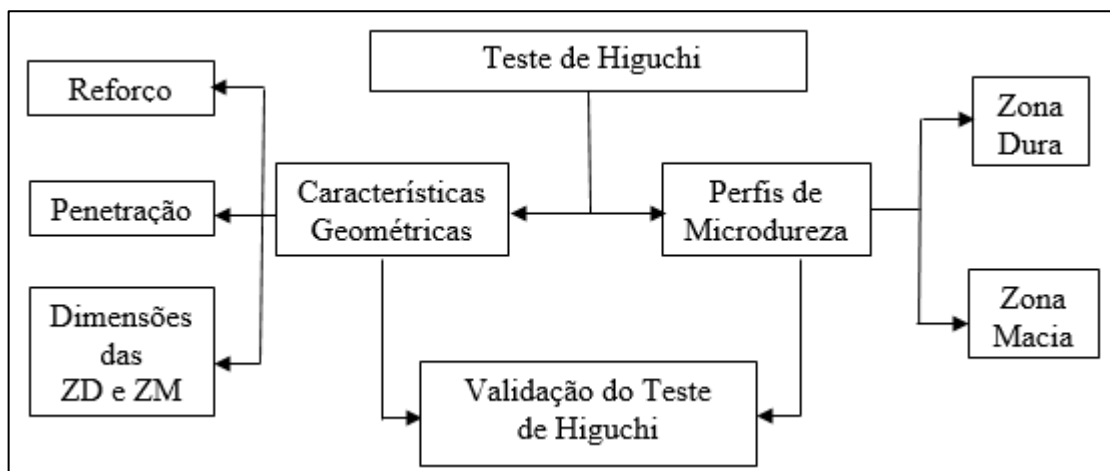 Teste de Higuchi
Reforço
Zona
Dura
Características
Geométricas
Perfis de
Microdureza
Penetração
Dimensões
das
ZD e ZM
Zona
Macia
Validação do Teste
de Higuchi